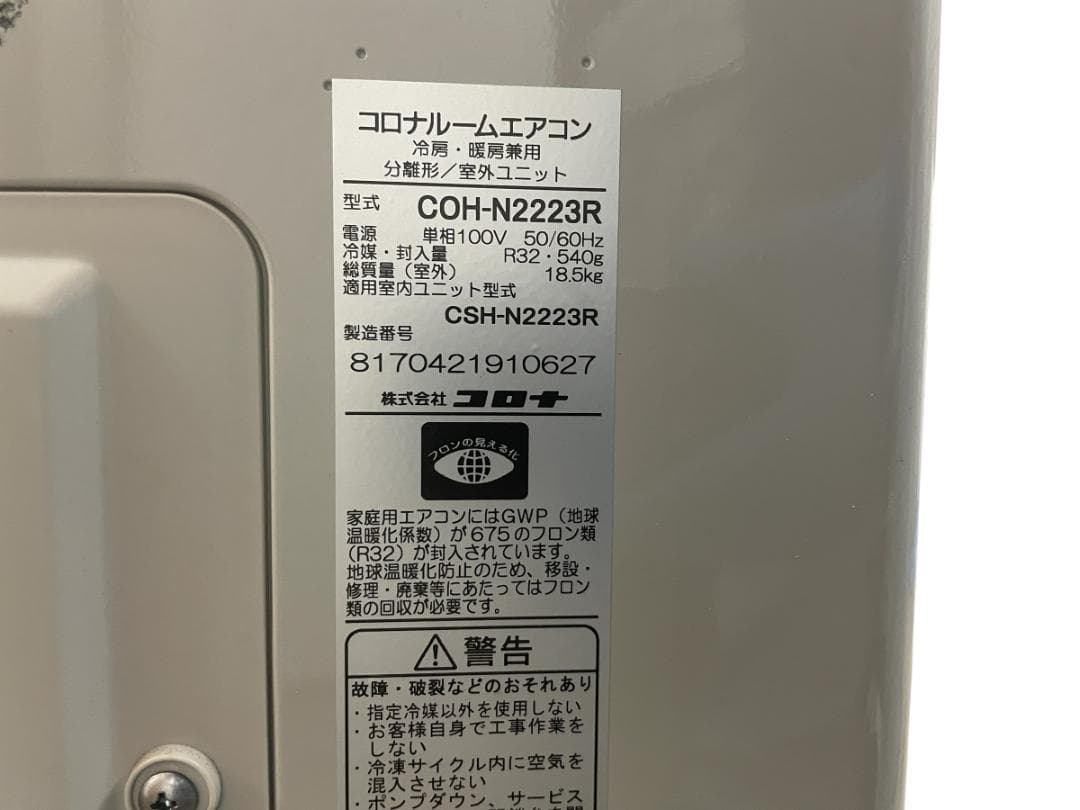 コロナルームエアコン
冷房・暖房兼用
分離形／室外ユニット
型式 COH-N2223R
電源 単相100V 50/60Hz
冷媒・封入量 R32・540g
総質量（室外） 18.5kg
適用室内ユニット型式
CSH-N2223R
製造番号
8170421910627
株式会社 コロナ
フロンの見える化
家庭用エアコンにはGWP（地球
温暖化係数）が675のフロン類
（R32）が封入されています。
地球温暖化防止のため、移設・
修理・廃棄等にあたってはフロン
類の回収が必要です。
警告
故障・破裂などのおそれあり
・指定冷媒以外を使用しない
・お客様自身で工事作業を
しない
・冷凍サイクル内に空気を
混入させない
・ポンプダウン、サービス